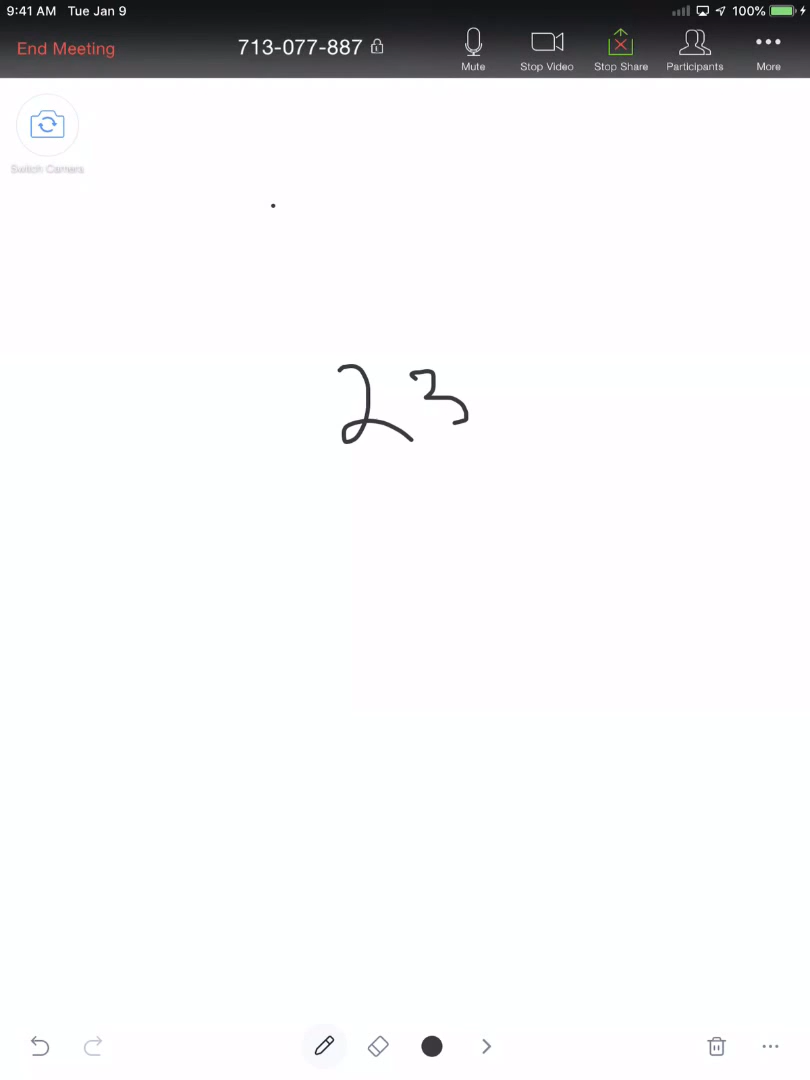 9:41 AM Tue Jan 9 100%
End Meeting 713-077-887 Mute Stop Video Stop Share Participants More
Switch Camera
23